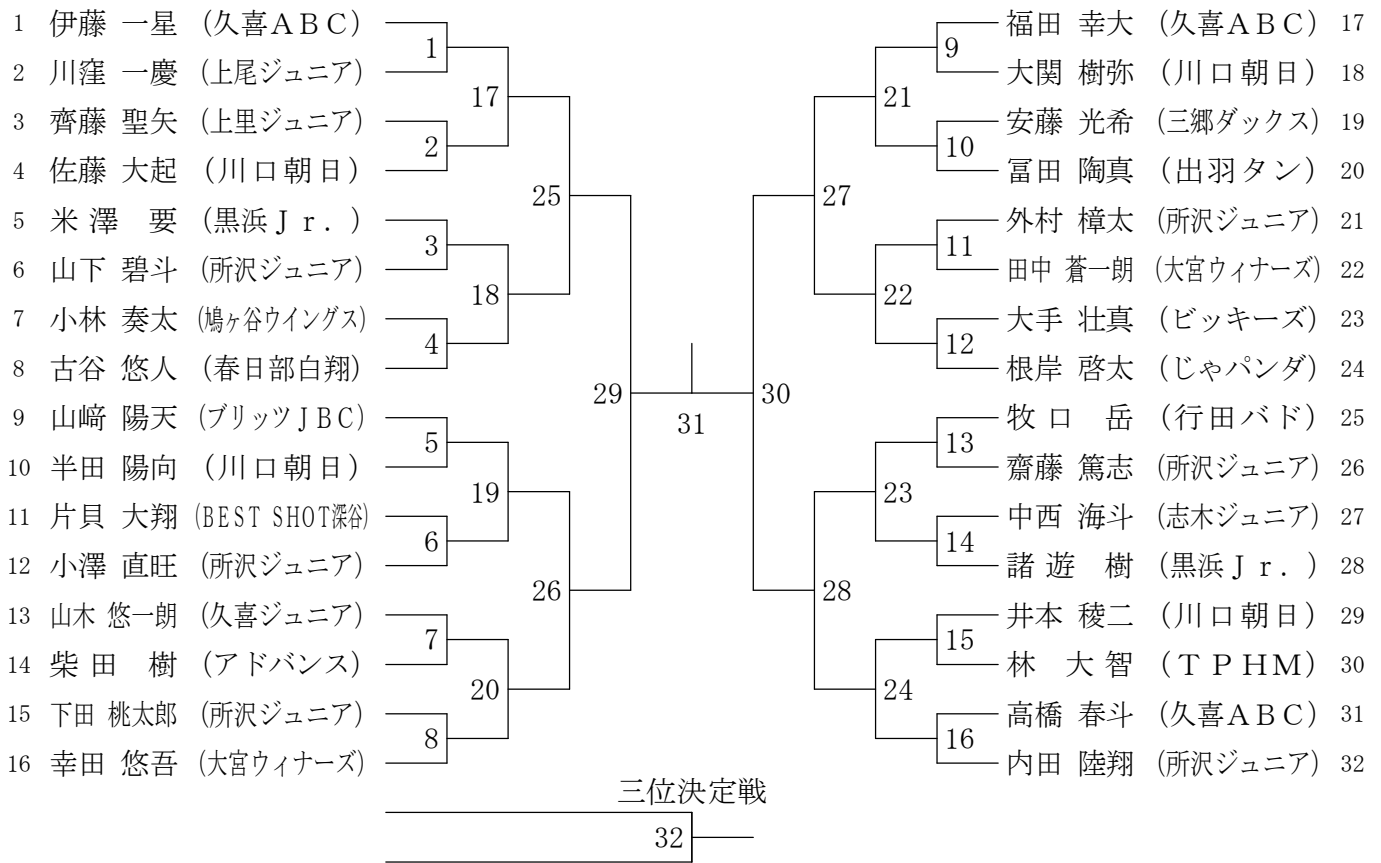 1 伊藤 一星 (久喜ＡＢＣ)
2 川窪 一慶 (上尾ジュニア)
3 齊藤 聖矢 (上里ジュニア)
4 佐藤 大起 (川口朝日)
5 米澤 要 (黒浜Ｊｒ．)
6 山下 碧斗 (所沢ジュニア)
7 小林 奏太 (鳩ヶ谷ウイングス)
8 古谷 悠人 (春日部白翔)
9 山﨑 陽天 (ブリッツＪＢＣ)
10 半田 陽向 (川口朝日)
11 片貝 大翔 (BEST SHOT深谷)
12 小澤 直旺 (所沢ジュニア)
13 山木 悠一朗 (久喜ジュニア)
14 柴田 樹 (アドバンス)
15 下田 桃太郎 (所沢ジュニア)
16 幸田 悠吾 (大宮ウィナーズ)
1
2
3
4
5
6
7
8
17
18
19
20
25
26
29
31
30
27
28
21
22
23
24
9
10
11
12
13
14
15
16
福田 幸大 (久喜ＡＢＣ) 17
大関 樹弥 (川口朝日) 18
安藤 光希 (三郷ダックス) 19
冨田 陶真 (出羽タン) 20
外村 樟太 (所沢ジュニア) 21
田中 蒼一朗 (大宮ウィナーズ) 22
大手 壮真 (ビッキーズ) 23
根岸 啓太 (じゃパンダ) 24
牧口 岳 (行田バド) 25
齋藤 篤志 (所沢ジュニア) 26
中西 海斗 (志木ジュニア) 27
諸遊 樹 (黒浜Ｊｒ．) 28
井本 稜二 (川口朝日) 29
林 大智 (ＴＰＨＭ) 30
高橋 春斗 (久喜ＡＢＣ) 31
内田 陸翔 (所沢ジュニア) 32
三位決定戦
32